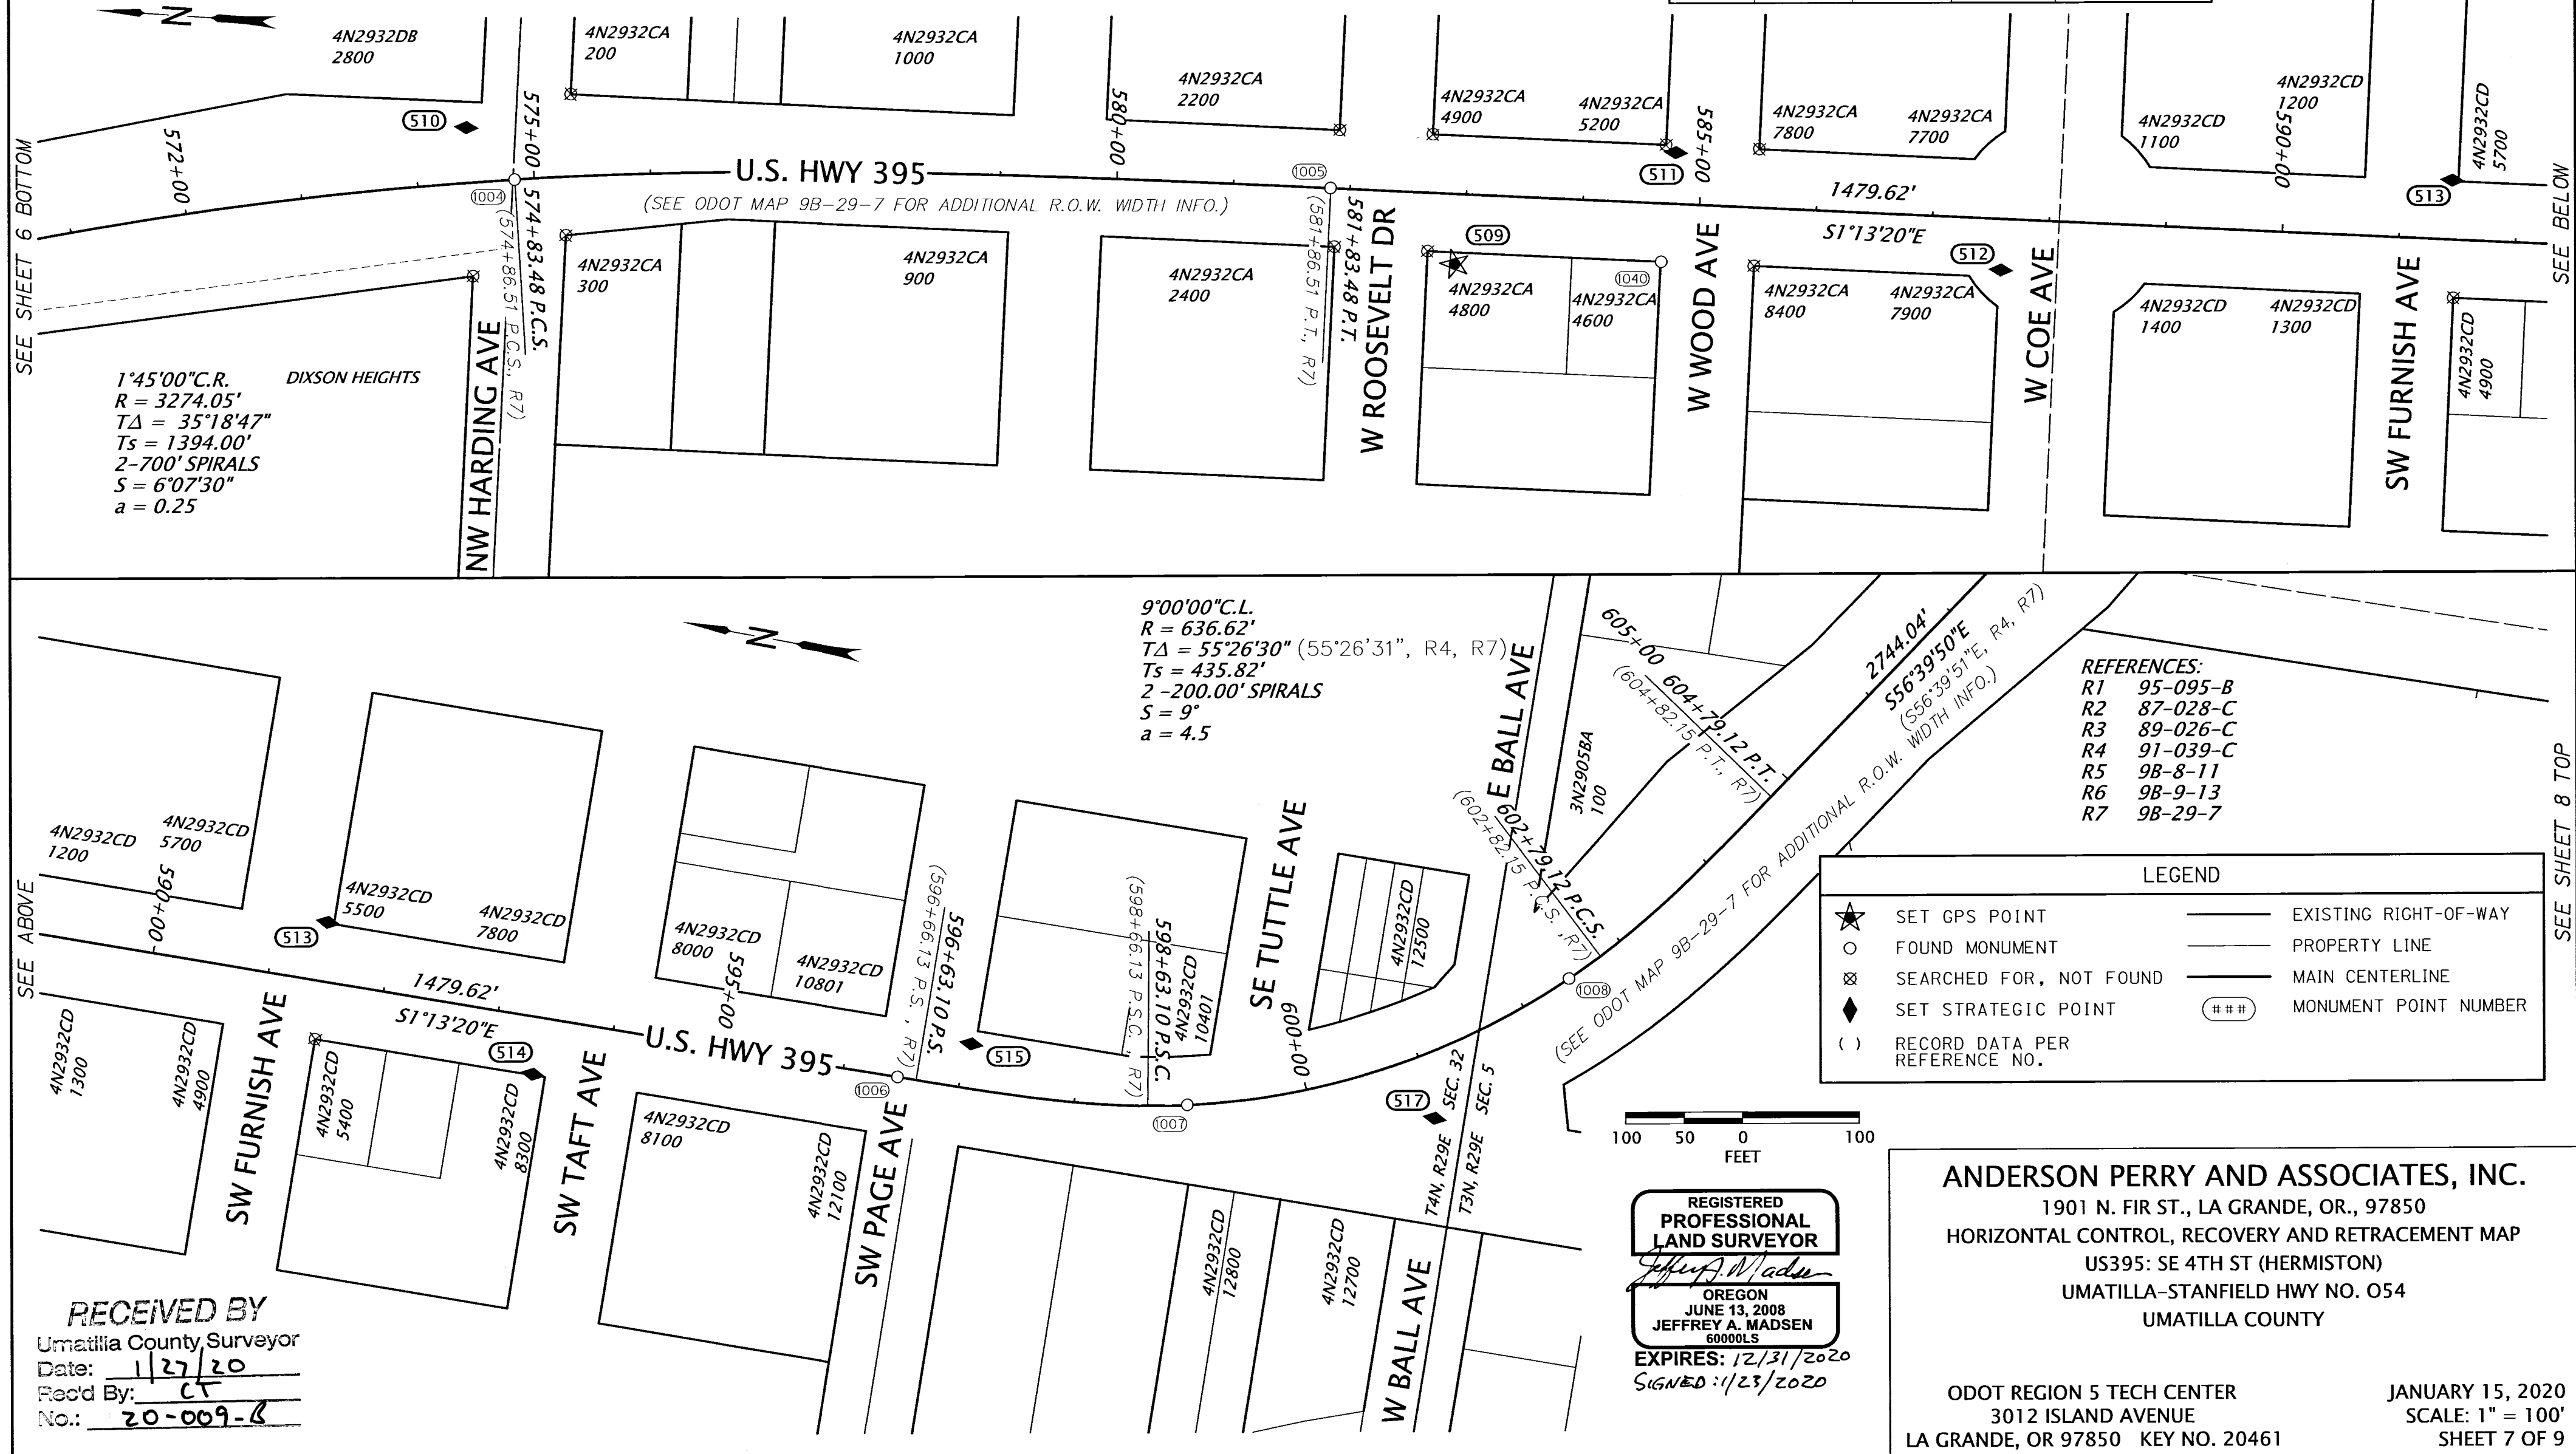 N
4N2932DB
2800
4N2932CA
200
4N2932CA
1000
4N2932CA
2200
4N2932CA
4900
4N2932CA
5200
4N2932CA
7800
4N2932CA
7700
4N2932CD
1100
4N2932CD
1200
4N2932CD
5700
510
572+00
575+00
580+00
585+00
590+00
511
513
U.S. HWY 395
(SEE ODOT MAP 9B-29-7 FOR ADDITIONAL R.O.W. WIDTH INFO.)
1004
1005
1479.62'
S1°13'20"E
574+83.48 P.C.S.
(574+86.51 P.C.S., R7)
581+83.48 P.T.
(581+86.51 P.T., R7)
SEE SHEET 6 BOTTOM
SEE BELOW
509
512
1040
4N2932CA
300
4N2932CA
900
4N2932CA
2400
4N2932CA
4800
4N2932CA
4600
4N2932CA
8400
4N2932CA
7900
4N2932CD
1400
4N2932CD
1300
4N2932CD
4900
NW HARDING AVE
W ROOSEVELT DR
W WOOD AVE
W COE AVE
SW FURNISH AVE
1°45'00"C.R.
R = 3274.05'
TΔ = 35°18'47"
Ts = 1394.00'
2-700' SPIRALS
S = 6°07'30"
a = 0.25
DIXSON HEIGHTS
N
9°00'00"C.L.
R = 636.62'
TΔ = 55°26'30" (55°26'31", R4, R7)
Ts = 435.82'
2 -200.00' SPIRALS
S = 9°
a = 4.5
E BALL AVE
605+00
604+79.12 P.T.
(604+82.15 P.T., R7)
2744.04'
S56°39'50"E
(S56°39'51"E, R4, R7)
(SEE ODOT MAP 9B-29-7 FOR ADDITIONAL R.O.W. WIDTH INFO.)
602+79.12 P.C.S.
(602+82.15 P.C.S. ,R7)
3N2905BA
100
REFERENCES:
R1 95-095-B
R2 87-028-C
R3 89-026-C
R4 91-039-C
R5 9B-8-11
R6 9B-9-13
R7 9B-29-7
SEE ABOVE
SEE SHEET 8 TOP
4N2932CD
1200
4N2932CD
5700
590+00
513
4N2932CD
5500
4N2932CD
7800
4N2932CD
8000
595+00
4N2932CD
10801
596+63.10 P.S.
(596+66.13 P.S. , R7)
598+63.10 P.S.C.
(598+66.13 P.S.C. , R7)
4N2932CD
10401
SE TUTTLE AVE
600+00
4N2932CD
12500
1479.62'
S1°13'20"E
U.S. HWY 395
514
515
517
1006
1007
1008
4N2932CD
1300
4N2932CD
4900
SW FURNISH AVE
4N2932CD
5400
4N2932CD
8300
SW TAFT AVE
4N2932CD
8100
4N2932CD
12100
SW PAGE AVE
4N2932CD
12800
4N2932CD
12700
W BALL AVE
T4N, R29E SEC. 32
T3N, R29E SEC. 5
LEGEND
SET GPS POINT
FOUND MONUMENT
SEARCHED FOR, NOT FOUND
SET STRATEGIC POINT
( ) RECORD DATA PER
REFERENCE NO.
EXISTING RIGHT-OF-WAY
PROPERTY LINE
MAIN CENTERLINE
### MONUMENT POINT NUMBER
100 50 0 100
FEET
REGISTERED
PROFESSIONAL
LAND SURVEYOR
Jeffrey A. Madsen
OREGON
JUNE 13, 2008
JEFFREY A. MADSEN
60000LS
EXPIRES: 12/31/2020
SIGNED: 1/23/2020
ANDERSON PERRY AND ASSOCIATES, INC.
1901 N. FIR ST., LA GRANDE, OR., 97850
HORIZONTAL CONTROL, RECOVERY AND RETRACEMENT MAP
US395: SE 4TH ST (HERMISTON)
UMATILLA-STANFIELD HWY NO. O54
UMATILLA COUNTY
ODOT REGION 5 TECH CENTER
3012 ISLAND AVENUE
LA GRANDE, OR 97850 KEY NO. 20461
JANUARY 15, 2020
SCALE: 1" = 100'
SHEET 7 OF 9
RECEIVED BY
Umatilla County Surveyor
Date: 1/27/20
Rec'd By: CT
No.: 20-009-B